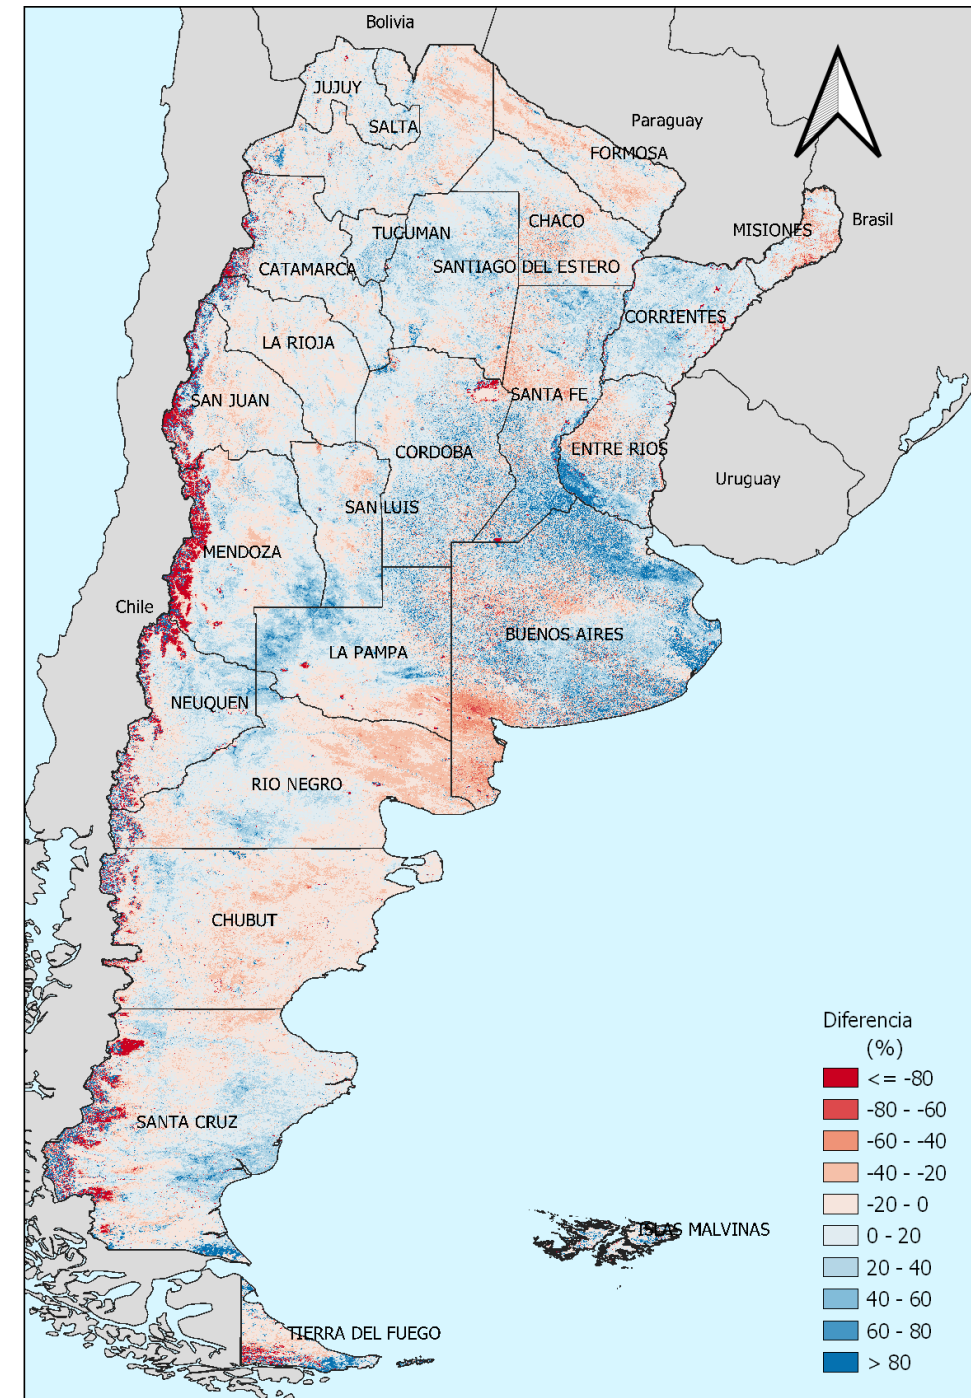 Bolivia
JUJUY
Paraguay
SALTA
FORMOSA
CHACO
Brasil
MISIONES
TUCUMAN
CATAMARCA
SANTIAGO DEL ESTERO
CORRIENTES
LA RIOJA
SAN JUAN
SANTA FE
CORDOBA
ENTRE RIOS
Uruguay
SAN LUIS
MENDOZA
Chile
BUENOS AIRES
LA PAMPA
NEUQUEN
RIO NEGRO
CHUBUT
Diferencia
(%)
<= -80
-80 - -60
-60 - -40
-40 - -20
-20 - 0
0 - 20
20 - 40
40 - 60
60 - 80
> 80
SANTA CRUZ
ISLAS MALVINAS
TIERRA DEL FUEGO